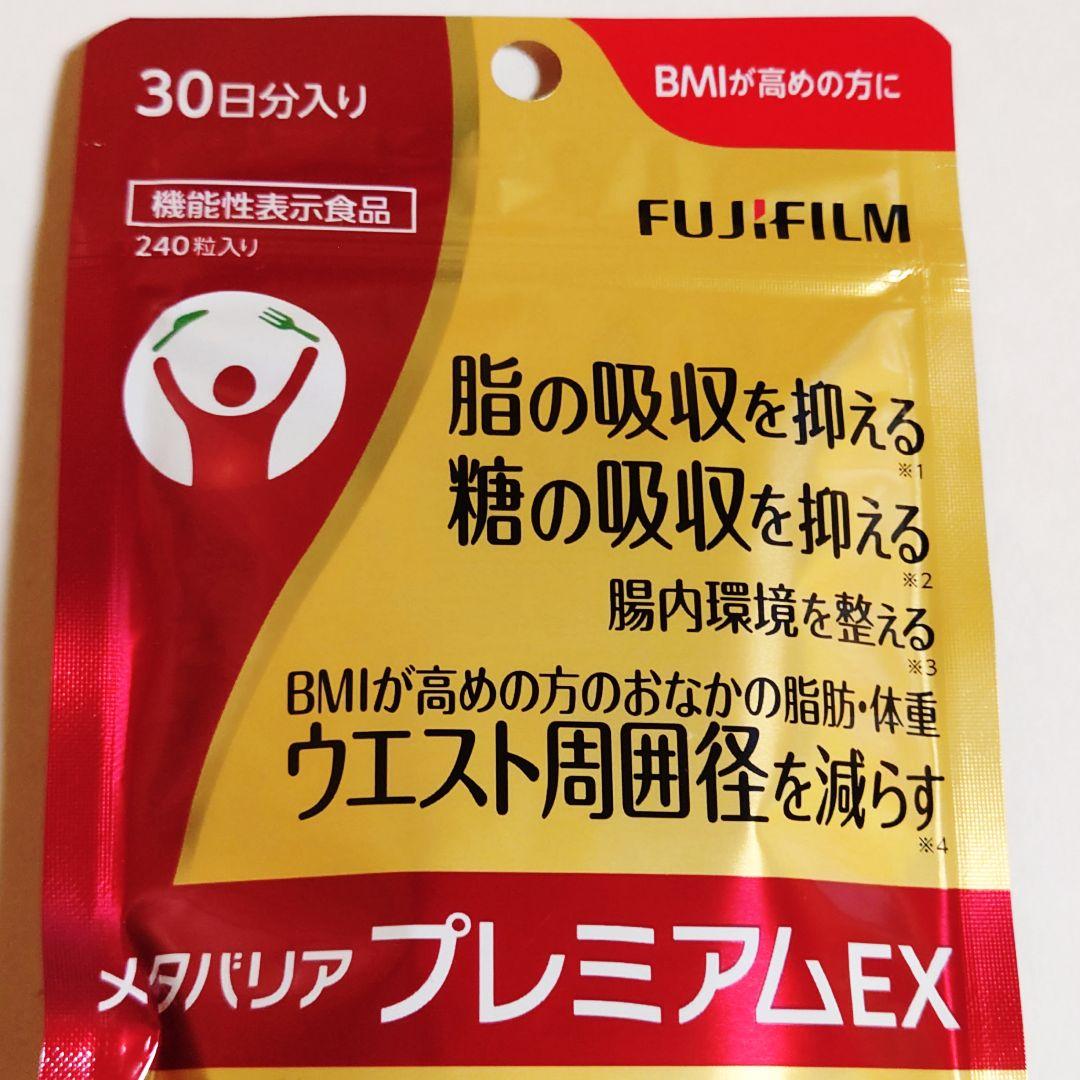 30日分入り
BMIが高めの方に
機能性表示食品
240粒入り
FUJIFILM
脂の吸収を抑える
※1
糖の吸収を抑える
※2
腸内環境を整える
※3
BMIが高めの方のおなかの脂肪・体重
ウエスト周囲径を減らす
※4
メタバリア プレミアムEX